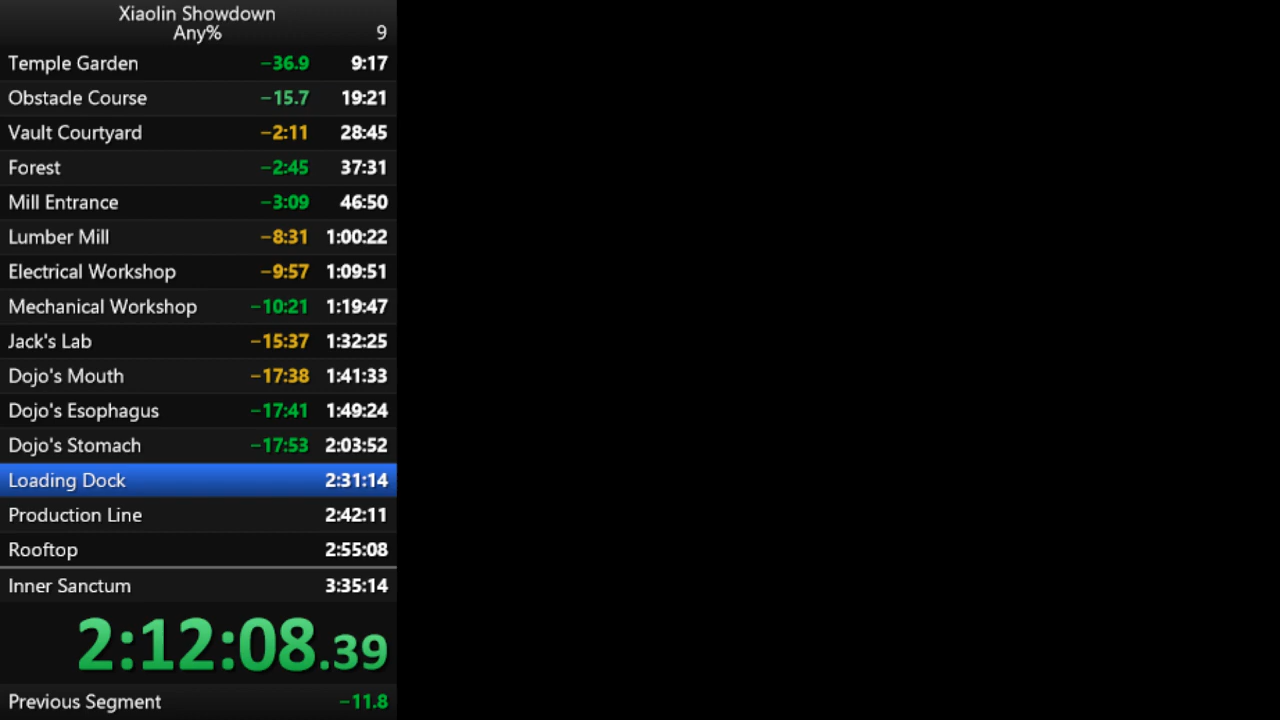 Xiaolin Showdown
Any% 9
Temple Garden −36.9 9:17
Obstacle Course −15.7 19:21
Vault Courtyard −2:11 28:45
Forest −2:45 37:31
Mill Entrance −3:09 46:50
Lumber Mill −8:31 1:00:22
Electrical Workshop −9:57 1:09:51
Mechanical Workshop −10:21 1:19:47
Jack's Lab −15:37 1:32:25
Dojo's Mouth −17:38 1:41:33
Dojo's Esophagus −17:41 1:49:24
Dojo's Stomach −17:53 2:03:52
Loading Dock 2:31:14
Production Line 2:42:11
Rooftop 2:55:08
Inner Sanctum 3:35:14
2:12:08.39
Previous Segment −11.8